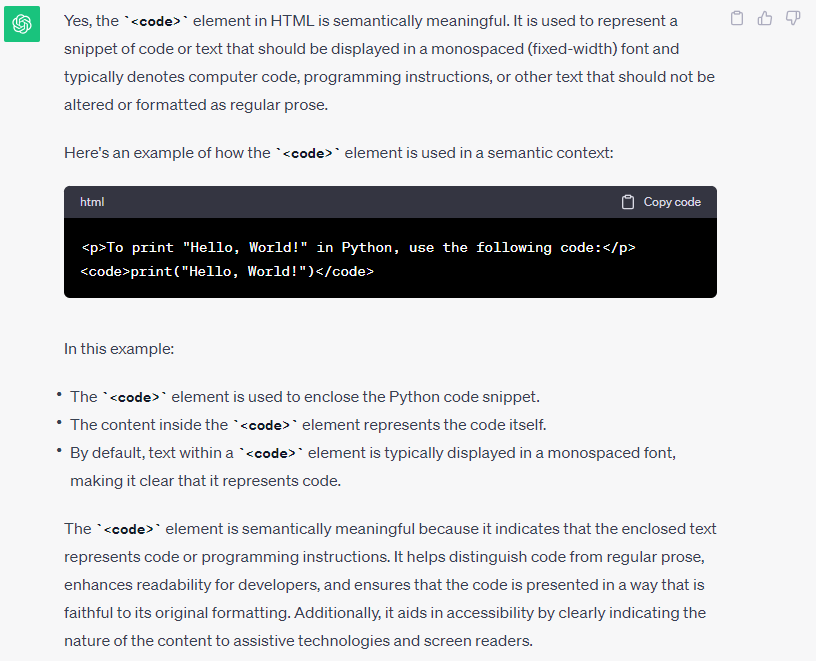 Yes, the `<code>` element in HTML is semantically meaningful. It is used to represent a
snippet of code or text that should be displayed in a monospaced (fixed-width) font and
typically denotes computer code, programming instructions, or other text that should not be
altered or formatted as regular prose.
Here's an example of how the `<code>` element is used in a semantic context:
html Copy code
<p>To print "Hello, World!" in Python, use the following code:</p>
<code>print("Hello, World!")</code>
In this example:
• The `<code>` element is used to enclose the Python code snippet.
• The content inside the `<code>` element represents the code itself.
• By default, text within a `<code>` element is typically displayed in a monospaced font,
making it clear that it represents code.
The `<code>` element is semantically meaningful because it indicates that the enclosed text
represents code or programming instructions. It helps distinguish code from regular prose,
enhances readability for developers, and ensures that the code is presented in a way that is
faithful to its original formatting. Additionally, it aids in accessibility by clearly indicating the
nature of the content to assistive technologies and screen readers.